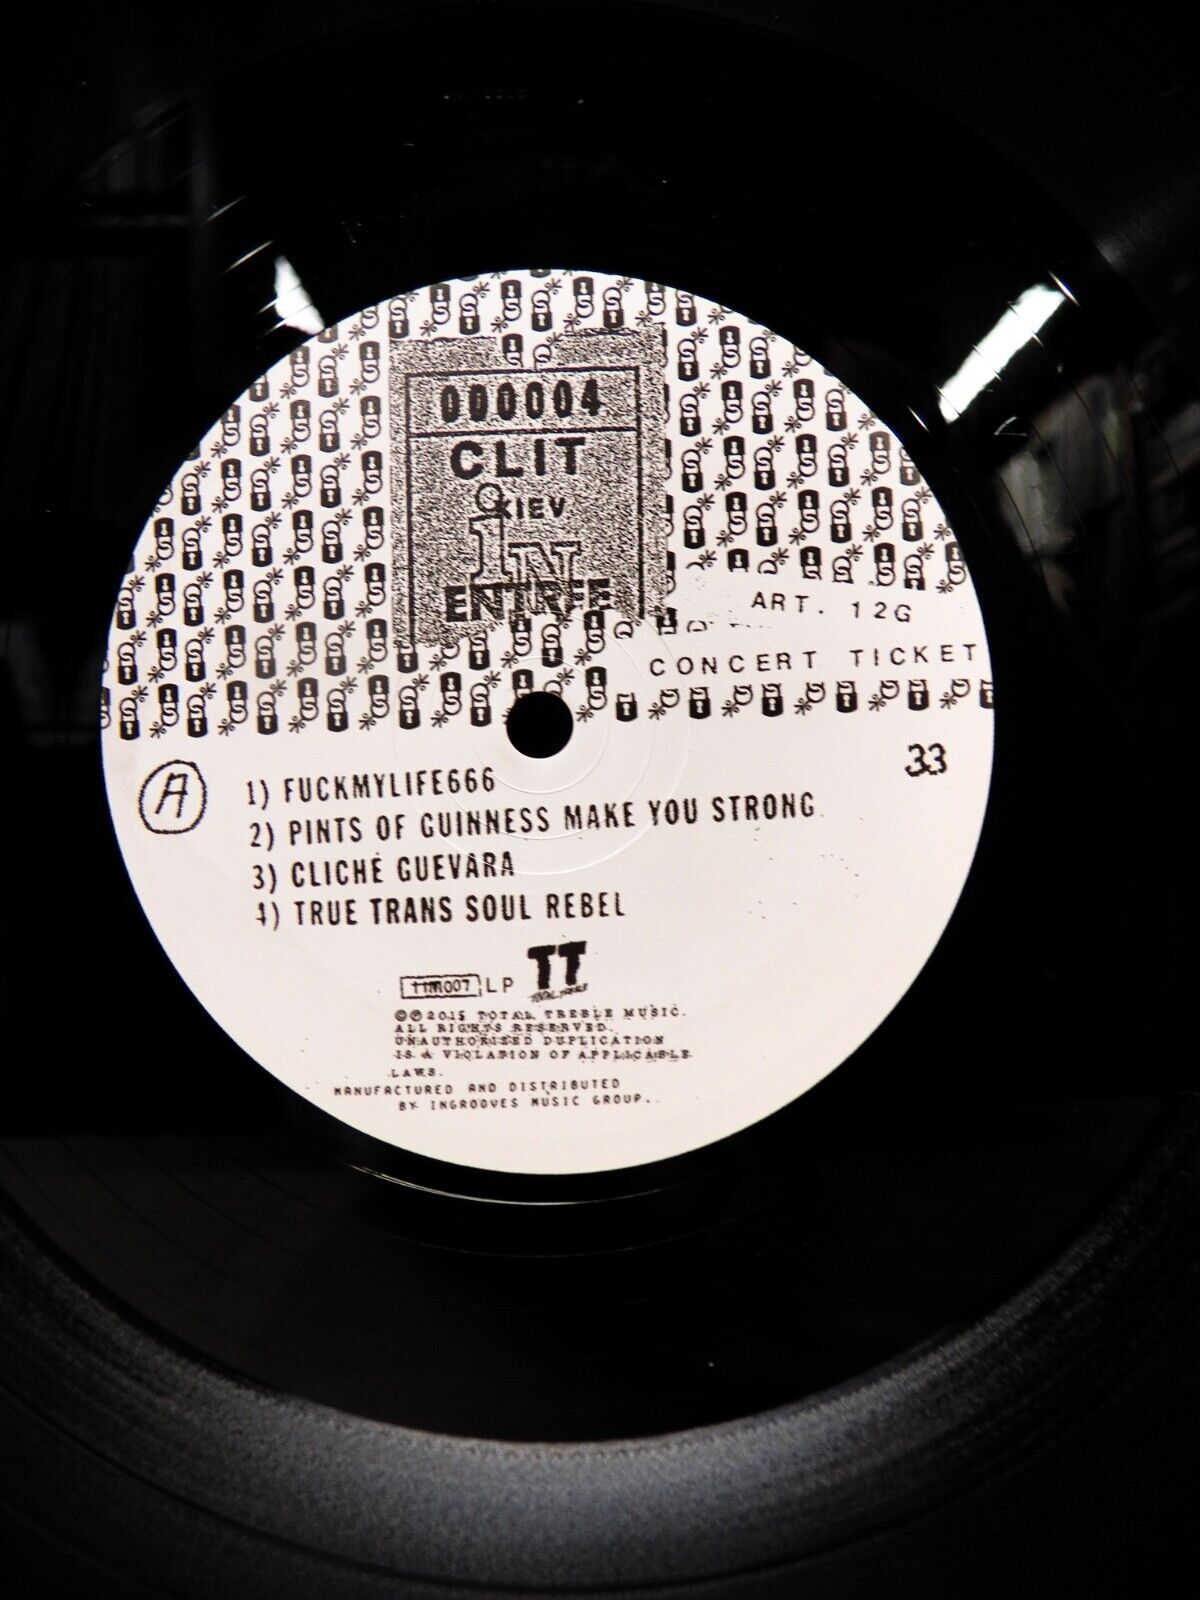 000004
CLIT
KIEV
IN
ENTREE
ART. 12G
CONCERT TICKET
33
A
1) FUCKMYLIFE666
2) PINTS OF GUINNESS MAKE YOU STRONG
3) CLICHÉ GUEVARA
4) TRUE TRANS SOUL REBEL
TTM007 LP TT
©℗2015 TOTAL TREBLE MUSIC.
ALL RIGHTS RESERVED.
UNAUTHORIZED DUPLICATION
IS A VIOLATION OF APPLICABLE
LAWS.
MANUFACTURED AND DISTRIBUTED
BY INGROOVES MUSIC GROUP.